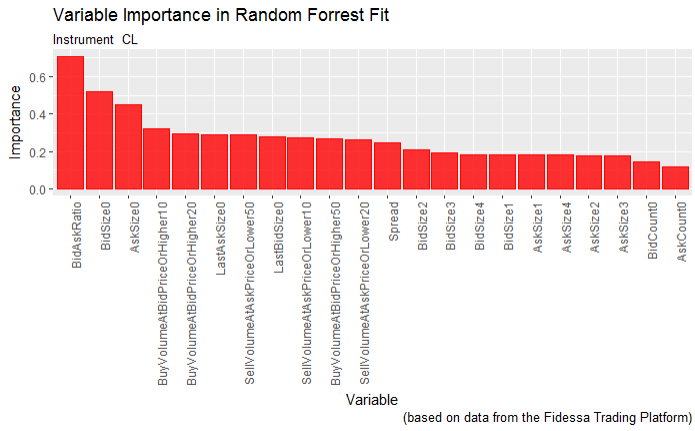 Variable Importance in Random Forrest Fit
Instrument CL
Importance
0.6
0.4
0.2
0.0
BidAskRatio
BidSize0
AskSize0
BuyVolumeAtBidPriceOrHigher10
BuyVolumeAtBidPriceOrHigher20
LastAskSize0
SellVolumeAtAskPriceOrLower50
LastBidSize0
SellVolumeAtAskPriceOrLower10
BuyVolumeAtBidPriceOrHigher50
SellVolumeAtAskPriceOrLower20
Spread
BidSize2
BidSize3
BidSize4
BidSize1
AskSize1
AskSize4
AskSize2
AskSize3
BidCount0
AskCount0
Variable
(based on data from the Fidessa Trading Platform)